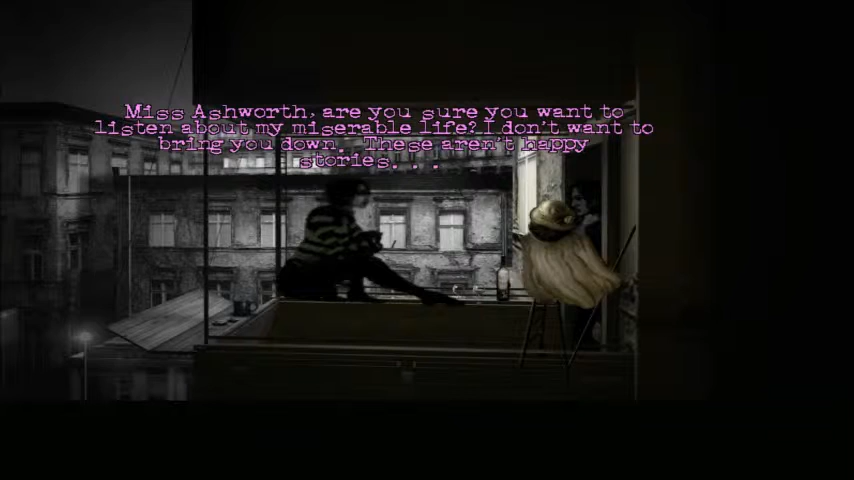 Miss Ashworth, are you sure you want to
listen about my miserable life? I don't want to
bring you down. These aren't happy
stories. . .